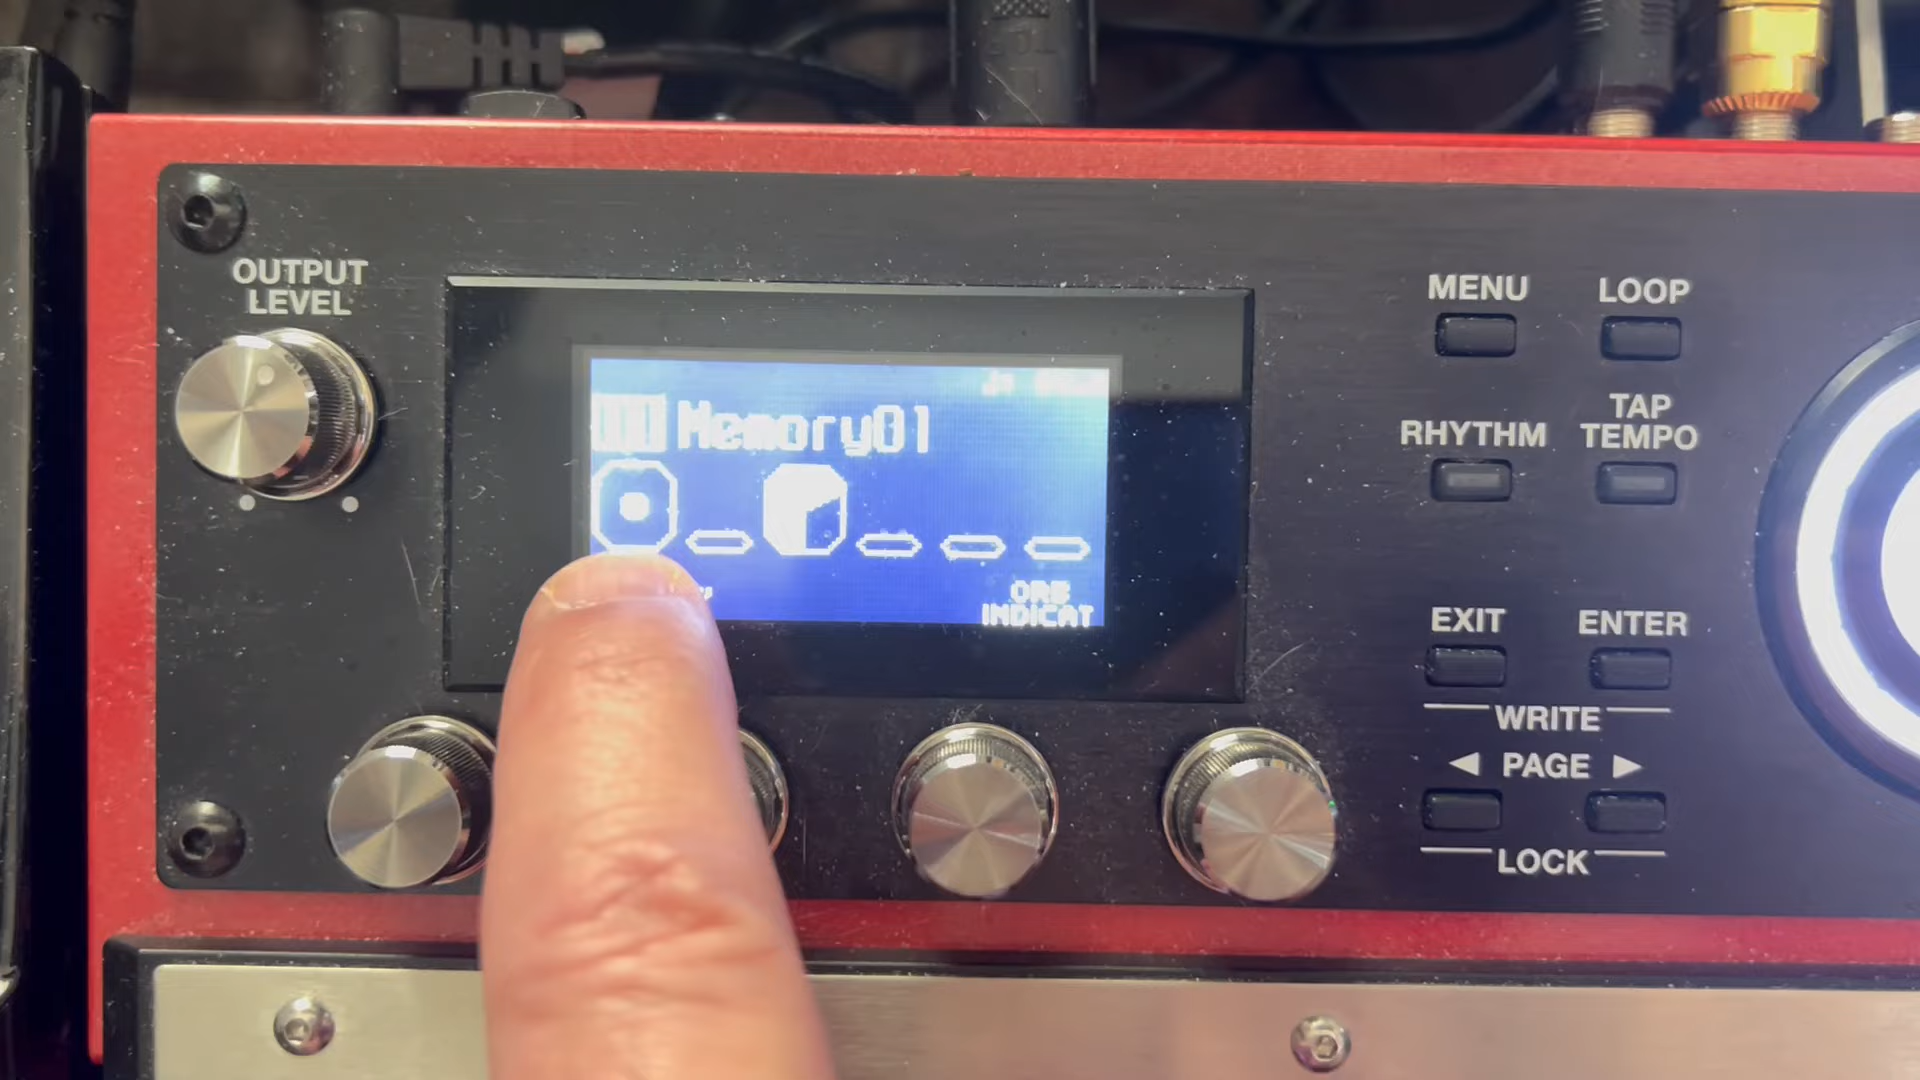 OUTPUT
LEVEL
MENU
LOOP
Memory01
RHYTHM
TAP
TEMPO
ORB
INDICAT
EXIT
ENTER
WRITE
◄ PAGE ►
LOCK